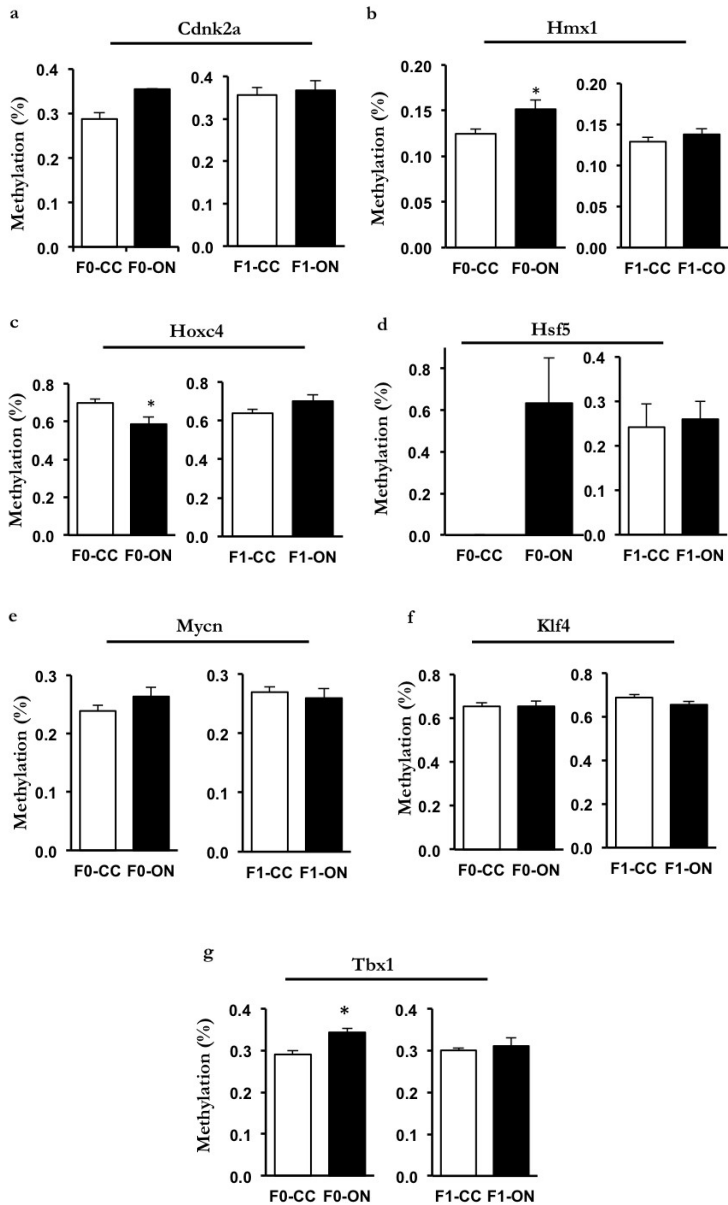 a
Cdnk2a
Methylation (%)
0.4
0.3
0.2
0.1
0.0
F0-CC F0-ON
0.4
0.3
0.2
0.1
0.0
F1-CC F1-ON
b
Hmx1
Methylation (%)
0.20
0.15
0.10
0.05
0.00
*
F0-CC F0-ON
0.20
0.15
0.10
0.05
0.00
F1-CC F1-CO
c
Hoxc4
Methylation (%)
0.8
0.6
0.4
0.2
0.0
*
F0-CC F0-ON
0.8
0.6
0.4
0.2
0.0
F1-CC F1-ON
d
Hsf5
Methylation (%)
0.8
0.6
0.4
0.2
0.0
F0-CC F0-ON
0.4
0.3
0.2
0.1
0.0
F1-CC F1-ON
e
Mycn
Methylation (%)
0.3
0.2
0.1
0.0
F0-CC F0-ON
0.3
0.2
0.1
0.0
F1-CC F1-ON
f
Klf4
Methylation (%)
0.8
0.6
0.4
0.2
0.0
F0-CC F0-ON
0.8
0.6
0.4
0.2
0.0
F1-CC F1-ON
g
Tbx1
Methylation (%)
0.4
0.3
0.2
0.1
0.0
*
F0-CC F0-ON
0.4
0.3
0.2
0.1
0.0
F1-CC F1-ON